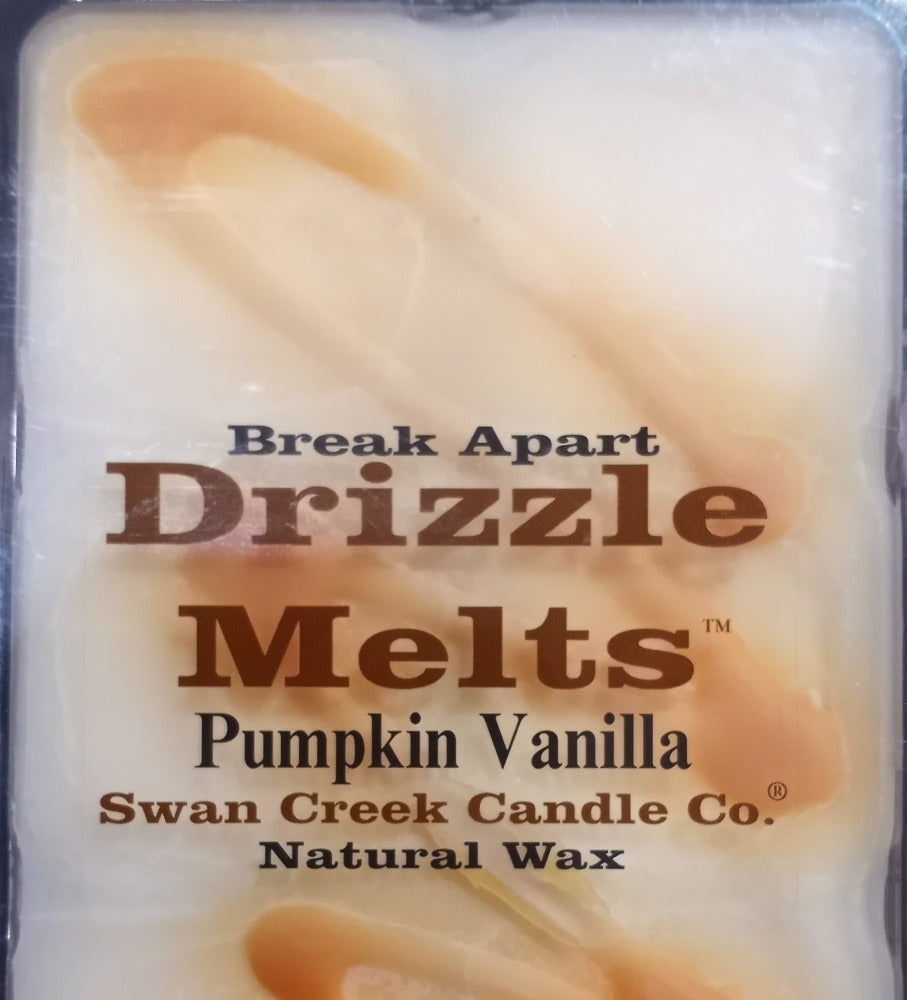 Break Apart
Drizzle
Melts™
Pumpkin Vanilla
Swan Creek Candle Co.®
Natural Wax